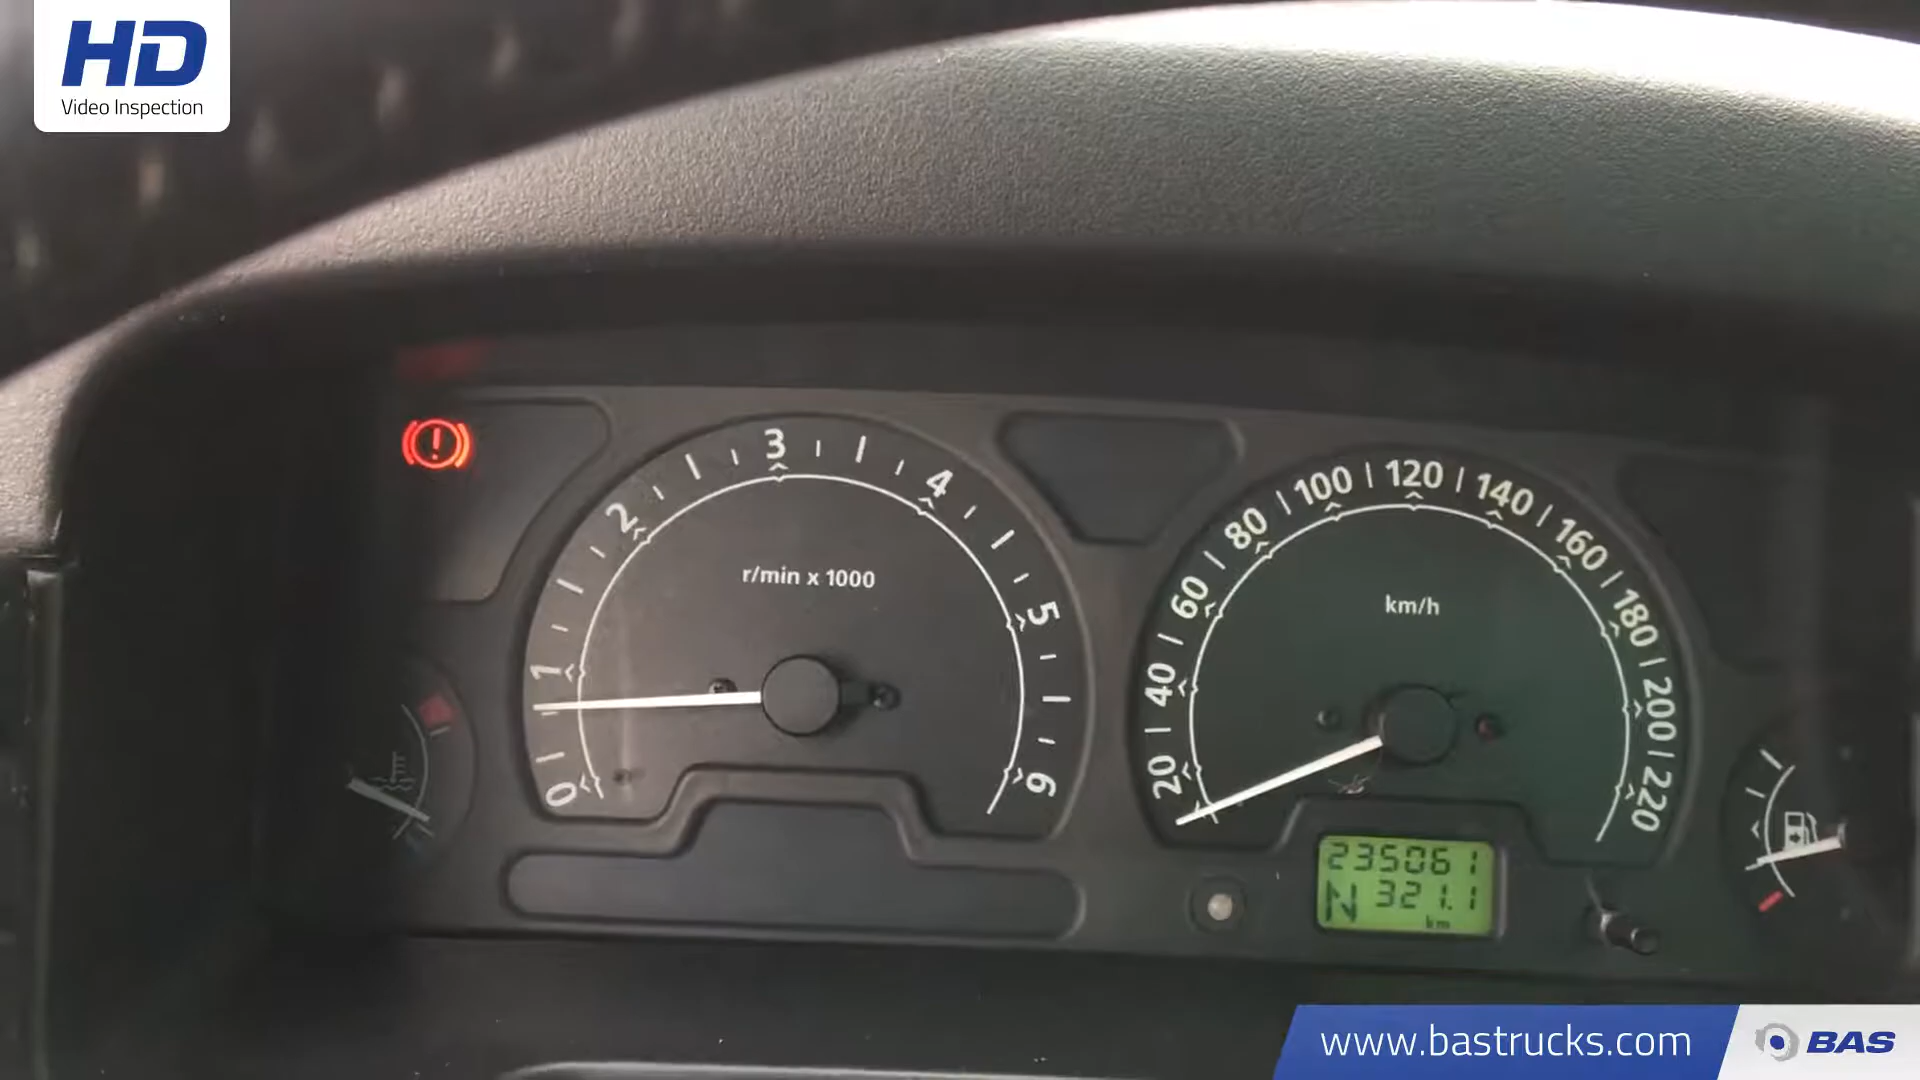 HD
Video Inspection
0 1 2 3 4 5 6
r/min x 1000
20 40 60 80 100 120 140 160 180 200 220
km/h
235061
N 321.1
km
www.bastrucks.com
BAS